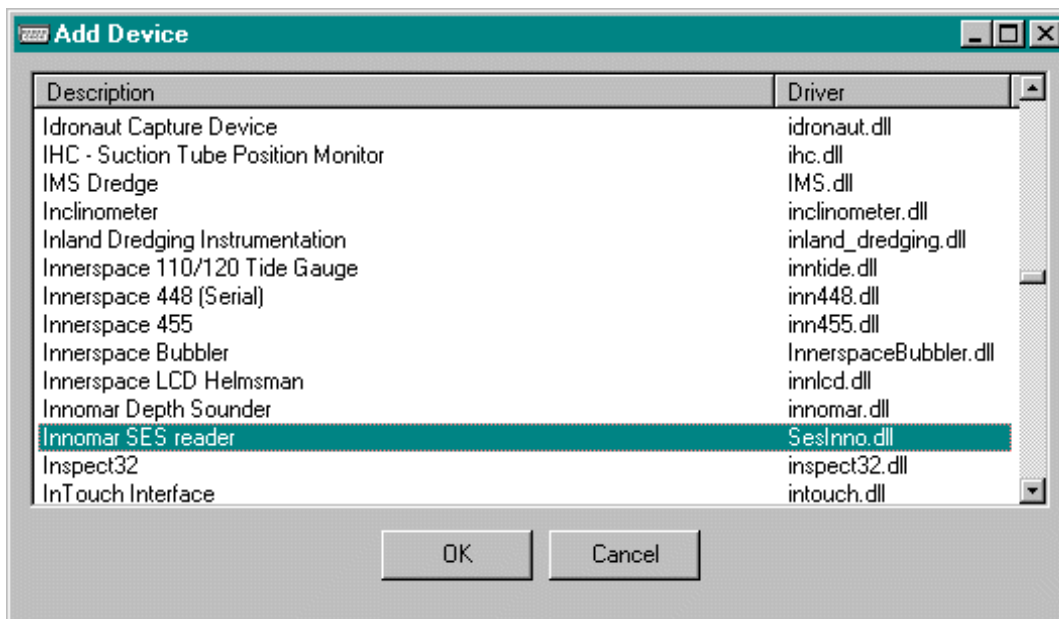 Add Device
Description Driver
Idronaut Capture Device idronaut.dll
IHC - Suction Tube Position Monitor ihc.dll
IMS Dredge IMS.dll
Inclinometer inclinometer.dll
Inland Dredging Instrumentation inland_dredging.dll
Innerspace 110/120 Tide Gauge inntide.dll
Innerspace 448 (Serial) inn448.dll
Innerspace 455 inn455.dll
Innerspace Bubbler InnerspaceBubbler.dll
Innerspace LCD Helmsman innlcd.dll
Innomar Depth Sounder innomar.dll
Innomar SES reader SesInno.dll
Inspect32 inspect32.dll
InTouch Interface intouch.dll
OK Cancel